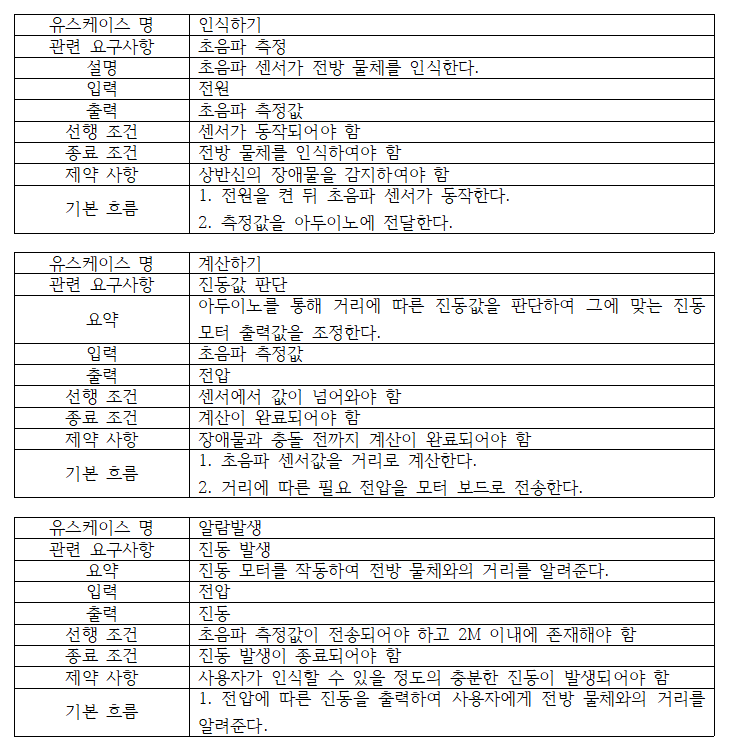 유스케이스 명 인식하기
관련 요구사항 초음파 측정
설명 초음파 센서가 전방 물체를 인식한다.
입력 전원
출력 초음파 측정값
선행 조건 센서가 동작되어야 함
종료 조건 전방 물체를 인식하여야 함
제약 사항 상반신의 장애물을 감지하여야 함
기본 흐름 1. 전원을 켠 뒤 초음파 센서가 동작한다.
2. 측정값을 아두이노에 전달한다.
유스케이스 명 계산하기
관련 요구사항 진동값 판단
요약 아두이노를 통해 거리에 따른 진동값을 판단하여 그에 맞는 진동
모터 출력값을 조정한다.
입력 초음파 측정값
출력 전압
선행 조건 센서에서 값이 넘어와야 함
종료 조건 계산이 완료되어야 함
제약 사항 장애물과 충돌 전까지 계산이 완료되어야 함
기본 흐름 1. 초음파 센서값을 거리로 계산한다.
2. 거리에 따른 필요 전압을 모터 보드로 전송한다.
유스케이스 명 알람발생
관련 요구사항 진동 발생
요약 진동 모터를 작동하여 전방 물체와의 거리를 알려준다.
입력 전압
출력 진동
선행 조건 초음파 측정값이 전송되어야 하고 2M 이내에 존재해야 함
종료 조건 진동 발생이 종료되어야 함
제약 사항 사용자가 인식할 수 있을 정도의 충분한 진동이 발생되어야 함
기본 흐름 1. 전압에 따른 진동을 출력하여 사용자에게 전방 물체와의 거리를
알려준다.